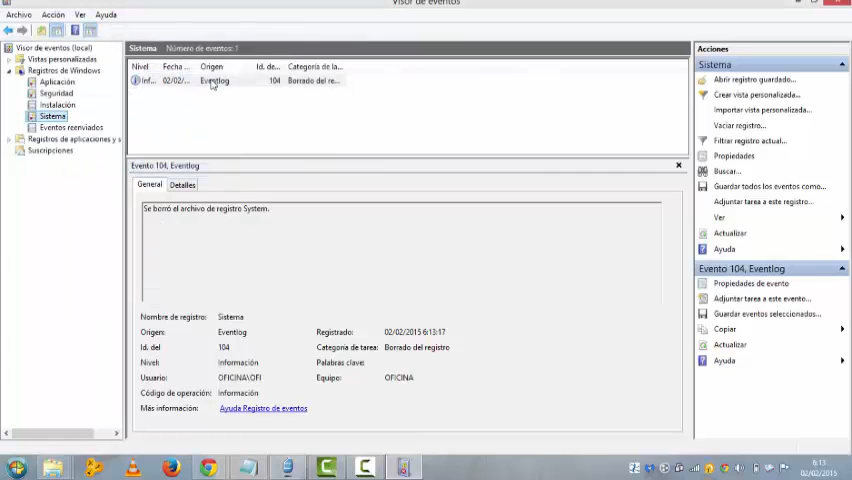 Visor de eventos
Archivo Acción Ver Ayuda
Visor de eventos (local)
Vistas personalizadas
Registros de Windows
Aplicación
Seguridad
Instalación
Sistema
Eventos reenviados
Registros de aplicaciones y s
Suscripciones
Sistema Número de eventos: 1
Nivel Fecha ... Origen Id. de... Categoría de la...
Inf... 02/02/... Eventlog 104 Borrado del re...
Evento 104, Eventlog
General Detalles
Se borró el archivo de registro System.
Nombre de registro: Sistema
Origen: Eventlog Registrado: 02/02/2015 6:13:17
Id. del 104 Categoría de tarea: Borrado del registro
Nivel: Información Palabras clave:
Usuario: OFICINA\OFI Equipo: OFICINA
Código de operación: Información
Más información: Ayuda Registro de eventos
Acciones
Sistema
Abrir registro guardado...
Crear vista personalizada...
Importar vista personalizada...
Vaciar registro...
Filtrar registro actual...
Propiedades
Buscar...
Guardar todos los eventos como...
Adjuntar tarea a este registro...
Ver
Actualizar
Ayuda
Evento 104, Eventlog
Propiedades de evento
Adjuntar tarea a este evento...
Guardar eventos seleccionados...
Copiar
Actualizar
Ayuda
6:13
02/02/2015